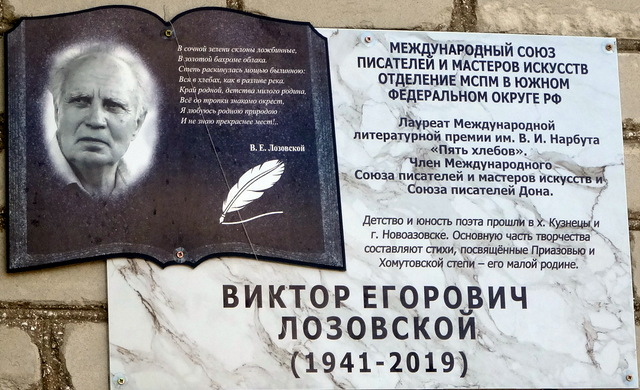 В сочной зелени склоны ложбинные,
В золотой бахроме облака.
Степь раскинулась мощью былинною:
Вся в хлебах, как в разливе река.
Край родной, детства милого родина,
Всё до тропки знакомо окрест,
Я любуюсь родною природою
И не знаю прекраснее мест!..
В. Е. Лозовской
МЕЖДУНАРОДНЫЙ СОЮЗ
ПИСАТЕЛЕЙ И МАСТЕРОВ ИСКУССТВ
ОТДЕЛЕНИЕ МСПМ В ЮЖНОМ
ФЕДЕРАЛЬНОМ ОКРУГЕ РФ
Лауреат Международной
литературной премии им. В. И. Нарбута
«Пять хлебов».
Член Международного
Союза писателей и мастеров искусств и
Союза писателей Дона.
Детство и юность поэта прошли в х. Кузнецы и
г. Новоазовске. Основную часть творчества
составляют стихи, посвящённые Приазовью и
Хомутовской степи – его малой родине.
ВИКТОР ЕГОРОВИЧ
ЛОЗОВСКОЙ
(1941-2019)